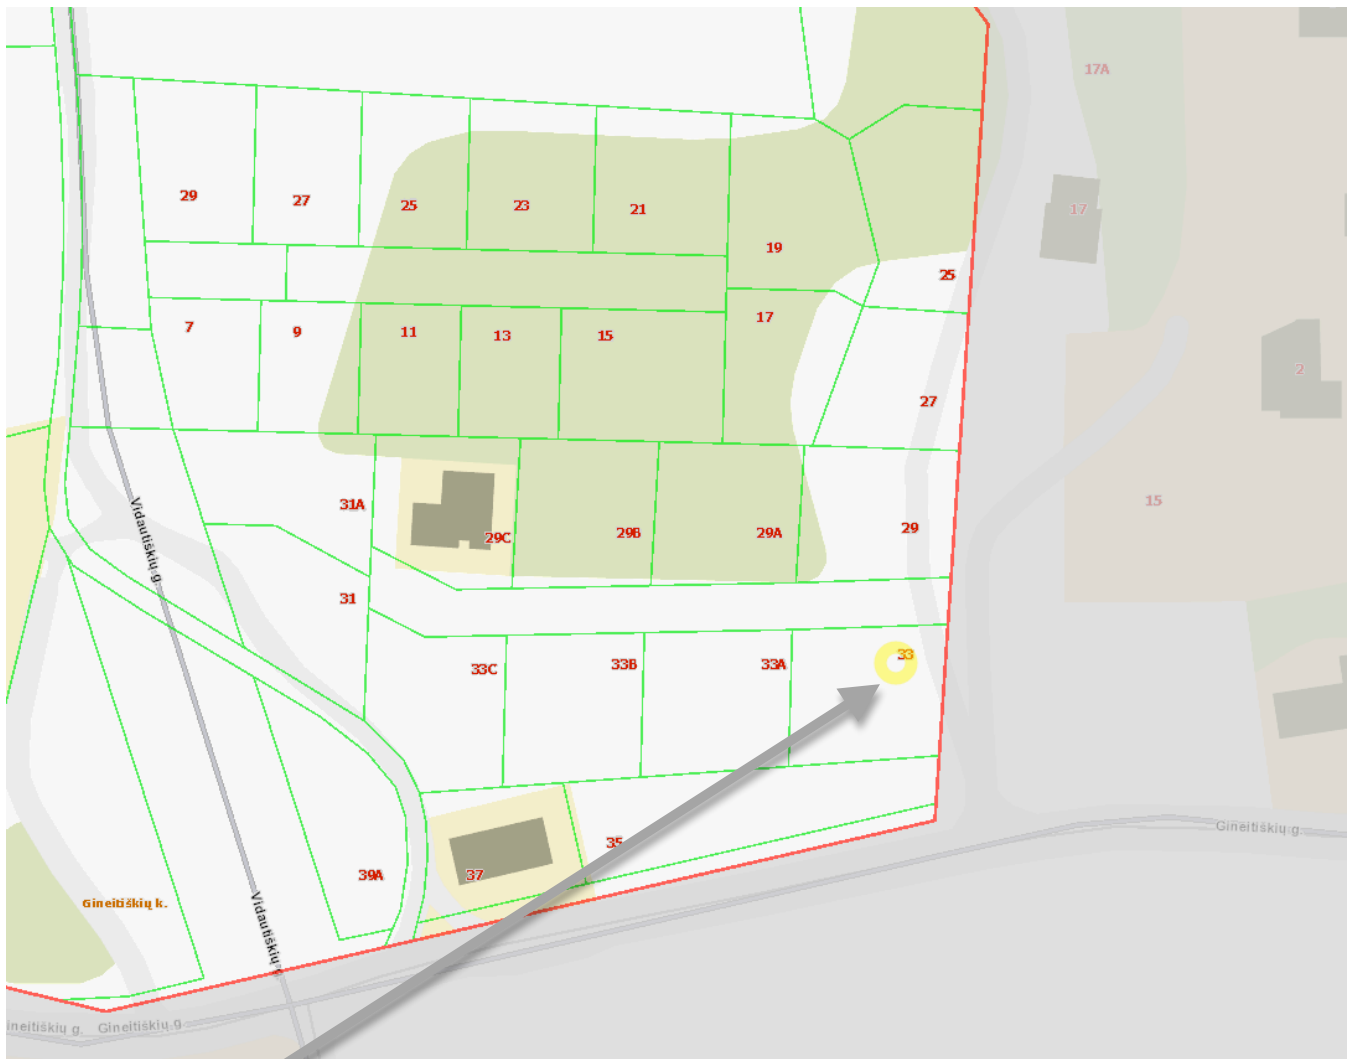 17A
29
27
25
23
21
17
19
25
7
9
11
13
15
17
2
27
31A
29C
29B
29A
29
15
Vidautiškių g.
31
33C
33B
33A
33
35
37
39A
Gineitiškių g.
Gineitiškių k.
Vidautiškių g
ineitiškių g.
Gineitiškių g